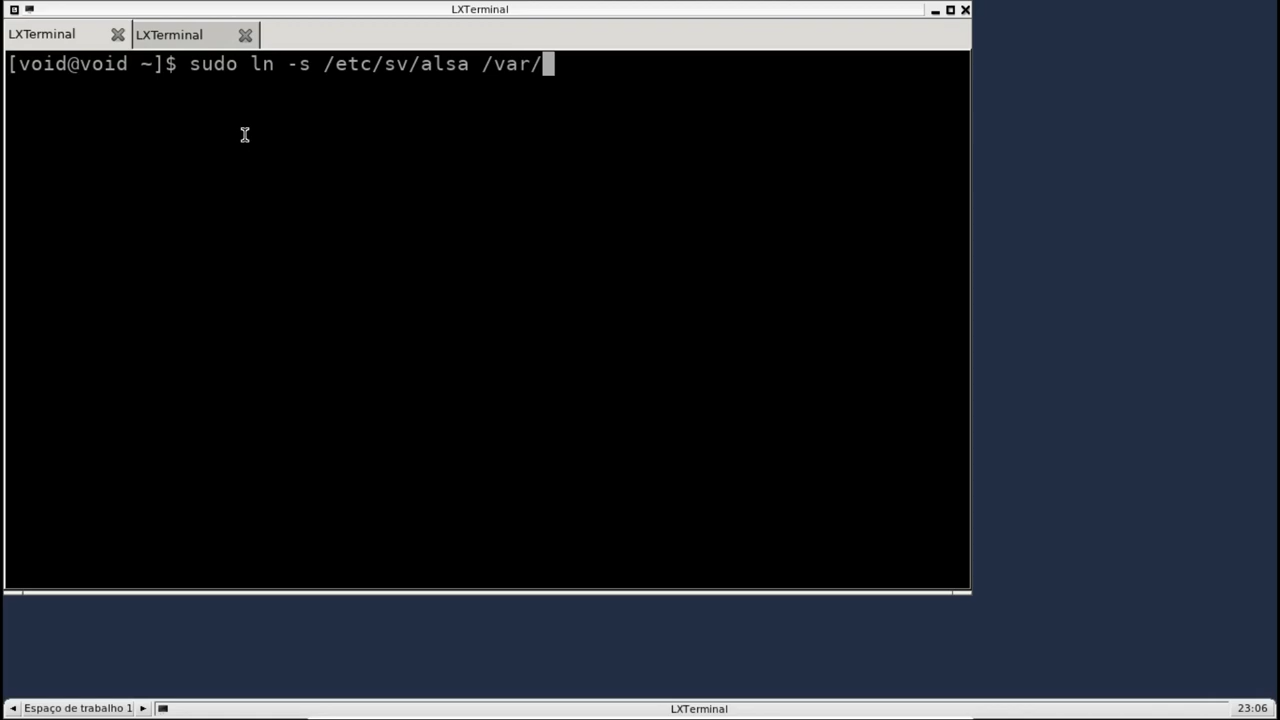 LXTerminal
LXTerminal
LXTerminal
[void@void ~]$ sudo ln -s /etc/sv/alsa /var/
Espaço de trabalho 1
LXTerminal
23:06